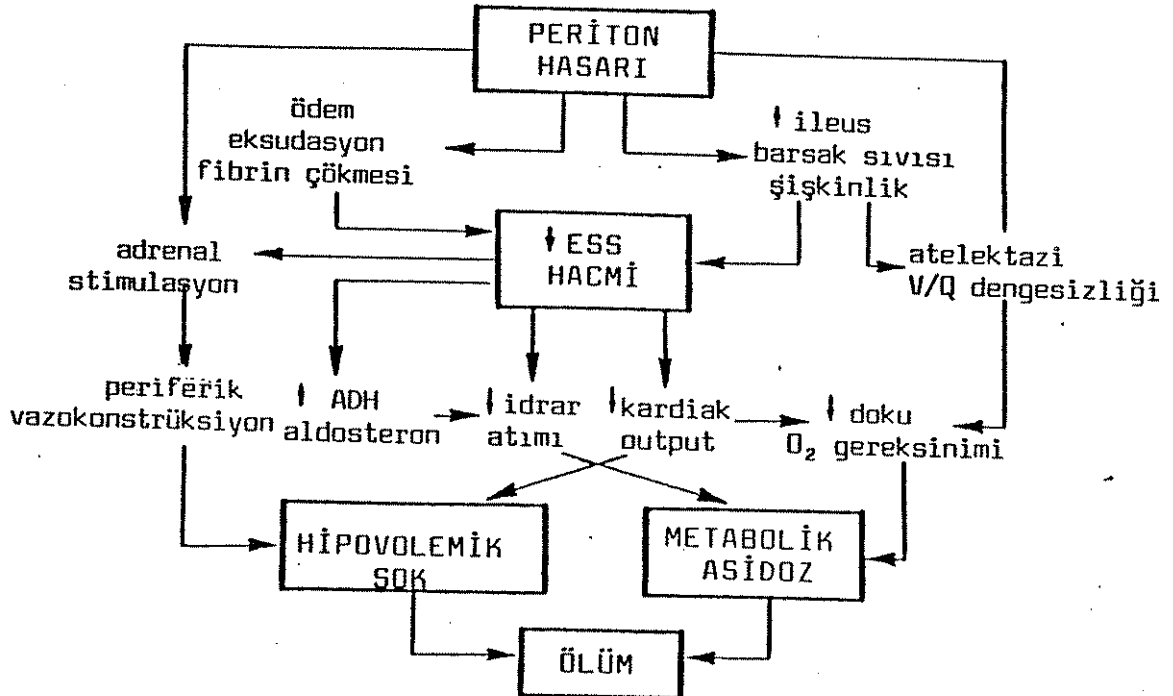 PERİTON
HASARI
ödem
eksudasyon
fibrin çökmesi
ileus
barsak sıvısı
şişkinlik
ESS
HACMİ
adrenal
stimulasyon
atelektazi
V/Q dengesizliği
periferik
vazokonstrüksiyon
ADH
aldosteron
idrar
atımı
kardiak
output
doku
O₂ gereksinimi
HİPOVOLEMİK
ŞOK
METABOLİK
ASİDOZ
ÖLÜM